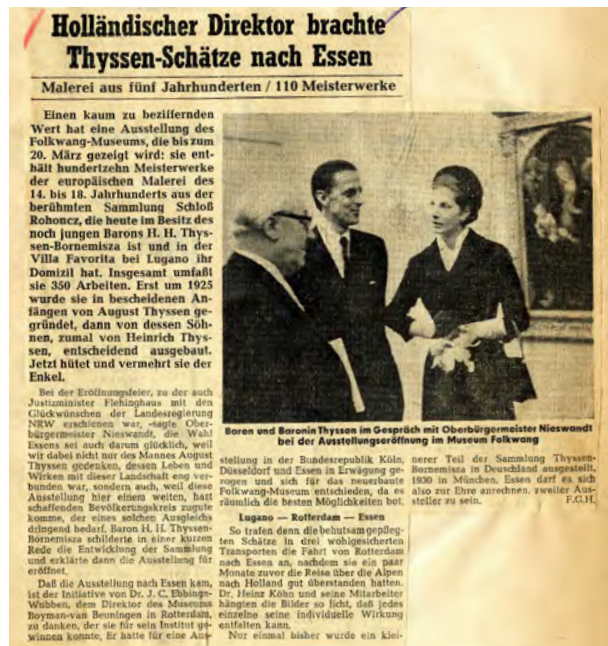 Holländischer Direktor brachte
Thyssen-Schätze nach Essen
Malerei aus fünf Jahrhunderten / 110 Meisterwerke
Einen kaum zu beziffernden
Wert hat eine Ausstellung des
Folkwang-Museums, die bis zum
20. März gezeigt wird: sie ent-
hält hundertzehn Meisterwerke
der europäischen Malerei des
14. bis 18. Jahrhunderts aus der
berühmten Sammlung Schloß
Rohoncz, die heute im Besitz des
noch jungen Barons H. H. Thys-
sen-Bornemisza ist und in der
Villa Favorita bei Lugano ihr
Domizil hat. Insgesamt umfaßt
sie 350 Arbeiten. Erst um 1925
wurde sie in bescheidenen An-
fängen von August Thyssen ge-
gründet, dann von dessen Söh-
nen, zumal von Heinrich Thys-
sen, entscheidend ausgebaut.
Jetzt hütet und vermehrt sie der
Enkel.
Bei der Eröffnungsfeier, zu der auch
Justizminister Flehinghaus mit den
Glückwünschen der Landesregierung
NRW erschienen war, sagte Ober-
bürgermeister Nieswandt, die Wahl
Essens sei auch darum glücklich, weil
wir dabei nicht nur des Mannes August
Thyssen gedenken, dessen Leben und
Wirken mit dieser Landschaft eng ver-
bunden war, sondern auch, weil diese
Ausstellung hier einem weiten, hart
schaffenden Bevölkerungskreis zugute
komme, der eines solchen Ausgleichs
dringend bedarf. Baron H. H. Thyssen-
Bornemisza schilderte in einer kurzen
Rede die Entwicklung der Sammlung
und erklärte dann die Ausstellung für
eröffnet.
Daß die Ausstellung nach Essen kam,
ist der Initiative von Dr. J. C. Ebbinge-
Wubben, dem Direktor des Museums
Boyman-van Beuningen in Rotterdam,
zu danken, der sie für sein Institut ge-
winnen konnte. Er hatte für eine Aus-
Baron und Baronin Thyssen im Gespräch mit Oberbürgermeister Nieswandt
bei der Ausstellungseröffnung im Museum Folkwang
stellung in der Bundesrepublik Köln,
Düsseldorf und Essen in Erwägung ge-
zogen und sich für das neuerbaute
Folkwang-Museum entschieden, da es
räumlich die besten Möglichkeiten bot.
Lugano — Rotterdam — Essen
So trafen denn die behutsam gepfleg-
ten Schätze in drei wohlgesicherten
Transporten die Fahrt von Rotterdam
nach Essen an, nachdem sie ein paar
Monate zuvor die Reise über die Alpen
nach Holland gut überstanden hatten.
Dr. Heinz Köhn und seine Mitarbeiter
hängten die Bilder so licht, daß jedes
einzelne seine individuelle Wirkung
entfalten kann.
Nur einmal bisher wurde ein klei-
nerer Teil der Sammlung Thyssen-
Bornemisza in Deuschland ausgestellt,
1930 in München. Essen darf es sich
also zur Ehre anrechnen, zweiter Aus-
steller zu sein. F.G.H.